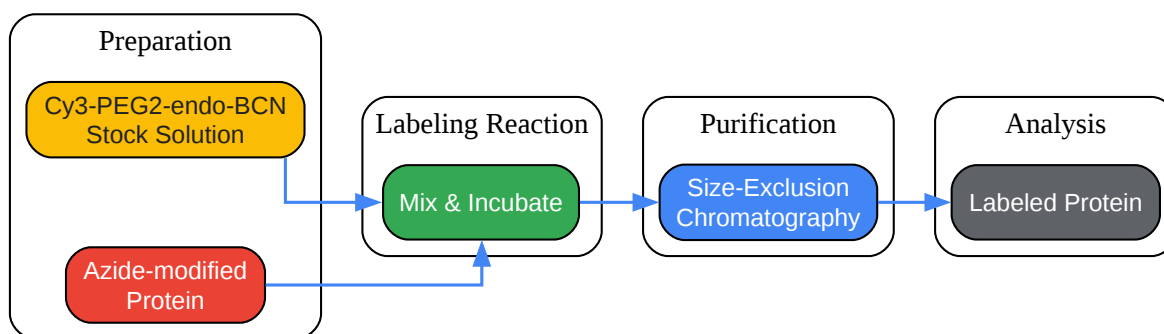 Preparation
Cy3-PEG2-endo-BCN
Stock Solution
Azide-modified
Protein
Labeling Reaction
Mix & Incubate
Purification
Size-Exclusion
Chromatography
Analysis
Labeled Protein